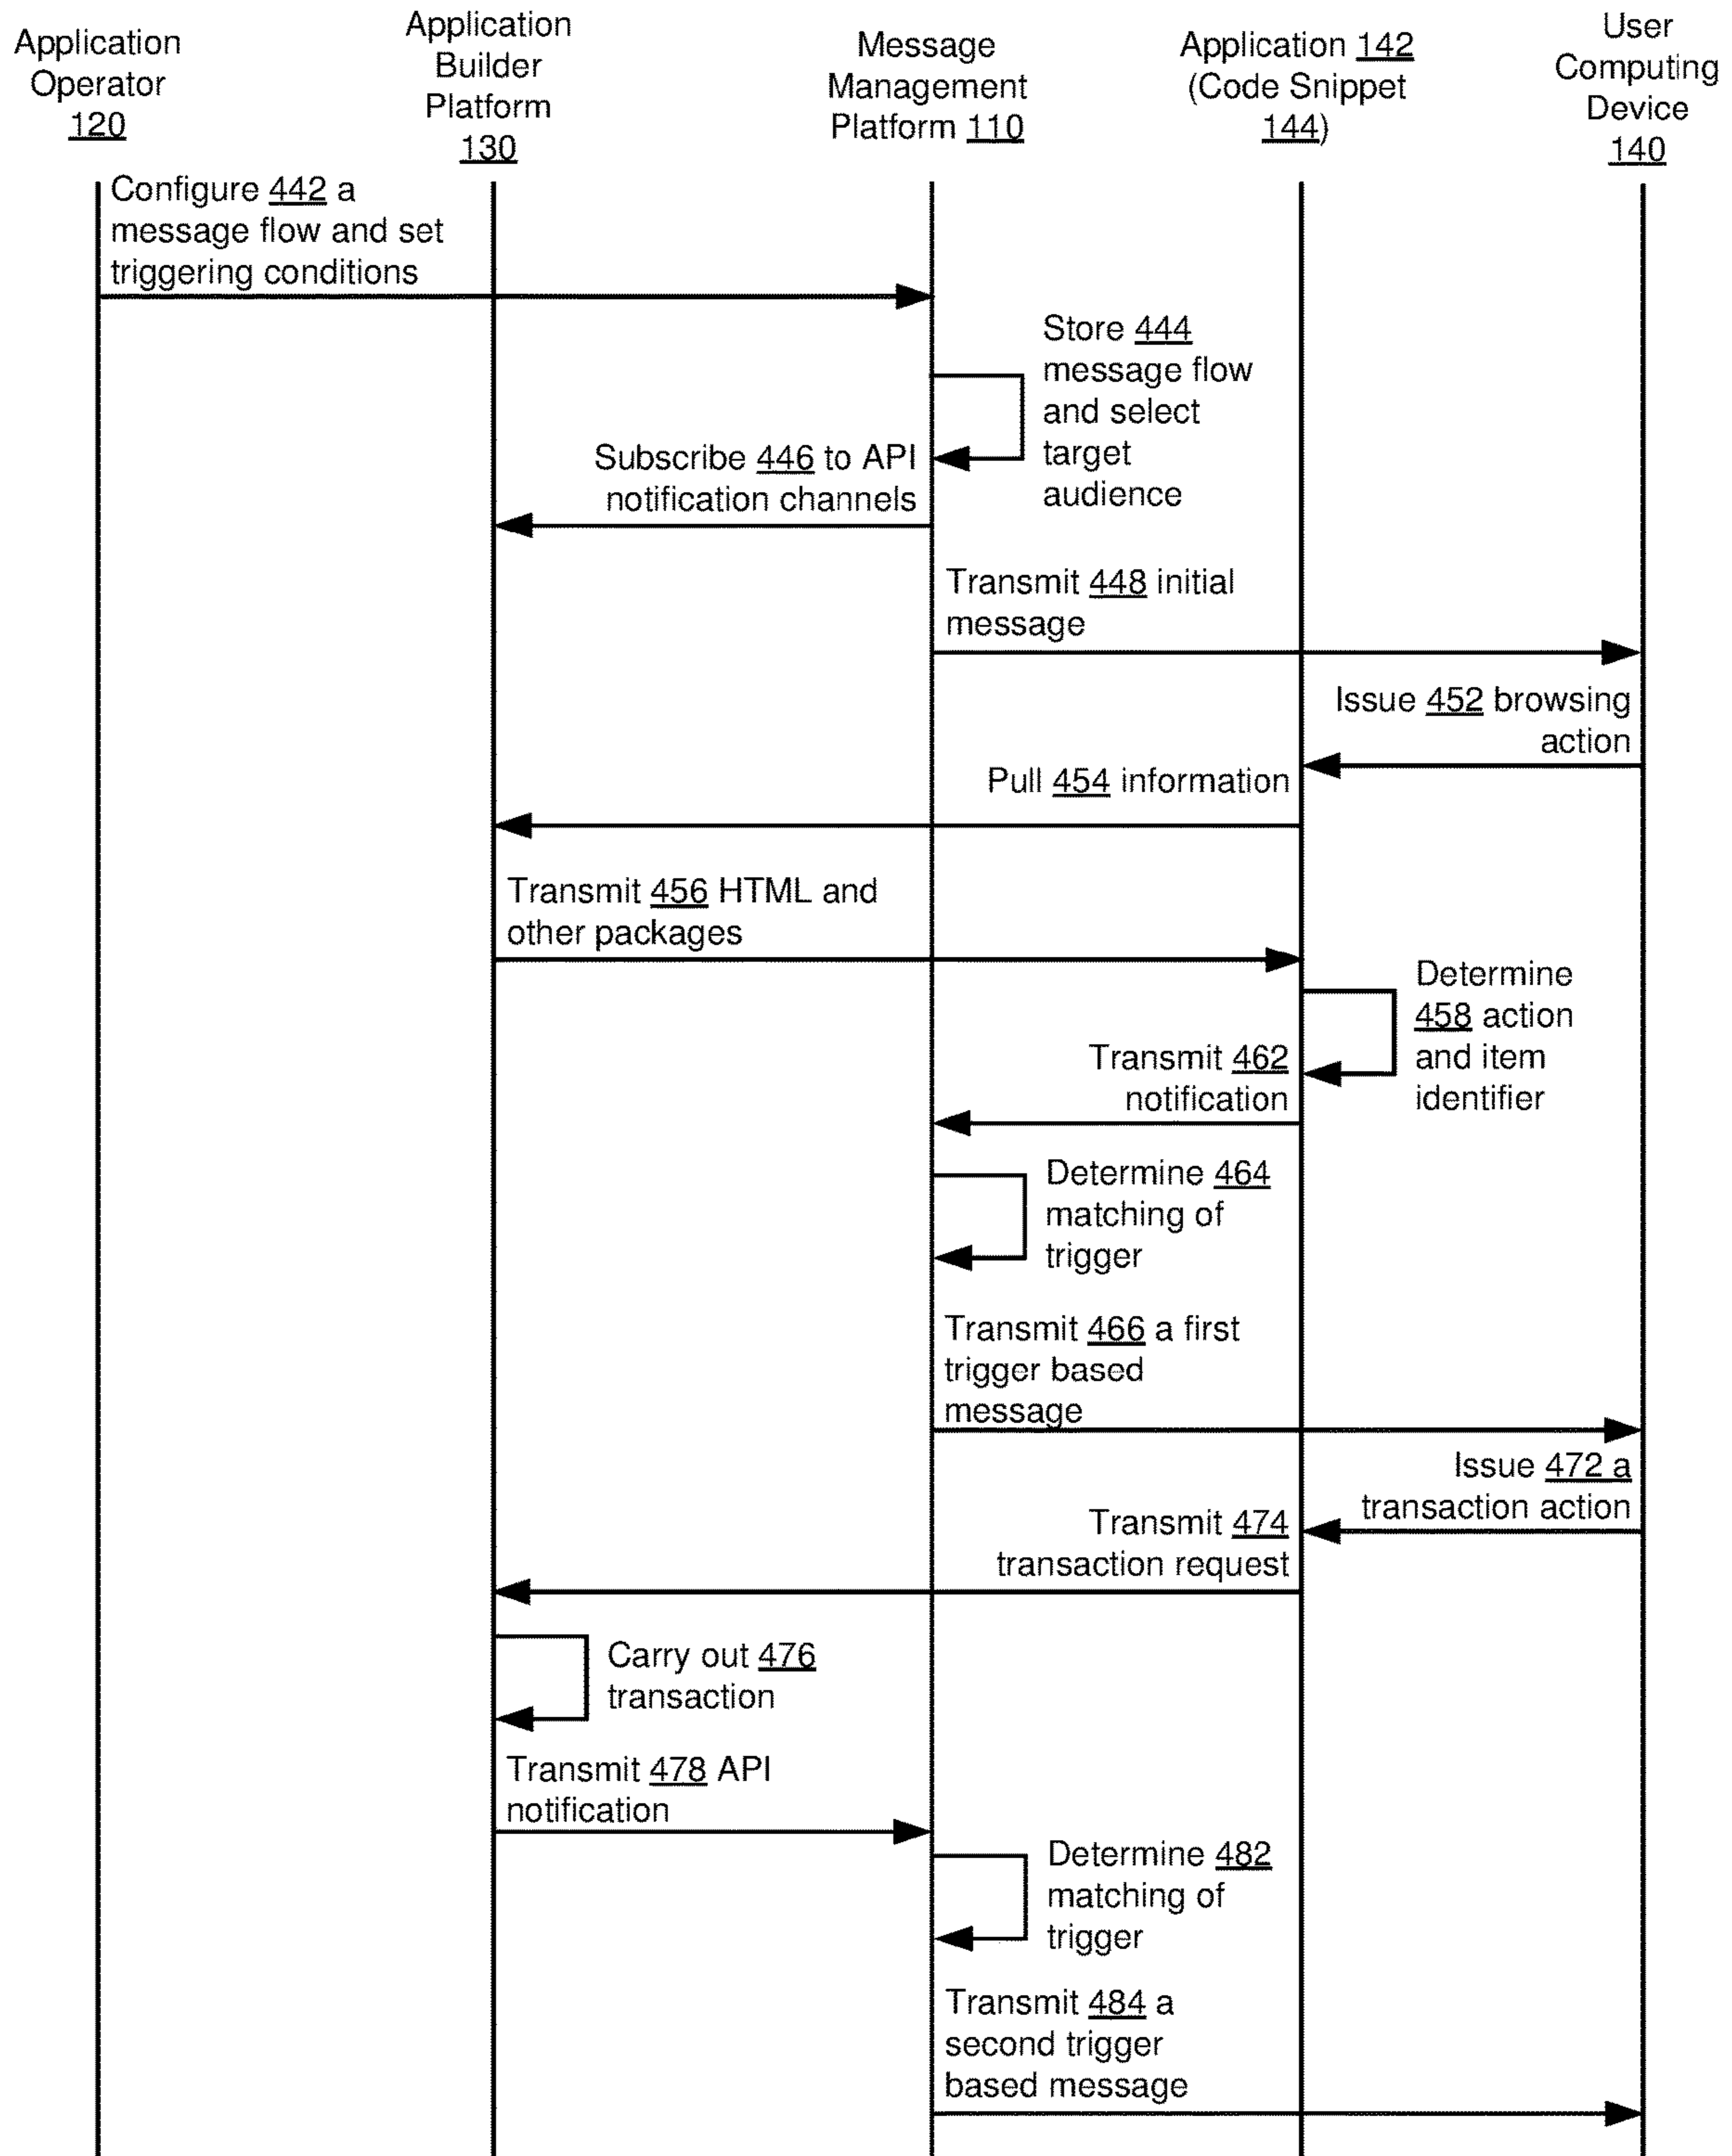 Application
Operator
120
Application
Builder
Platform
130
Message
Management
Platform 110
Application 142
(Code Snippet
144)
User
Computing
Device
140
Configure 442 a
message flow and set
triggering conditions
Store 444
message flow
and select
target
audience
Subscribe 446 to API
notification channels
Transmit 448 initial
message
Issue 452 browsing
action
Pull 454 information
Transmit 456 HTML and
other packages
Determine
458 action
and item
identifier
Transmit 462
notification
Determine 464
matching of
trigger
Transmit 466 a first
trigger based
message
Issue 472 a
transaction action
Transmit 474
transaction request
Carry out 476
transaction
Transmit 478 API
notification
Determine 482
matching of
trigger
Transmit 484 a
second trigger
based message